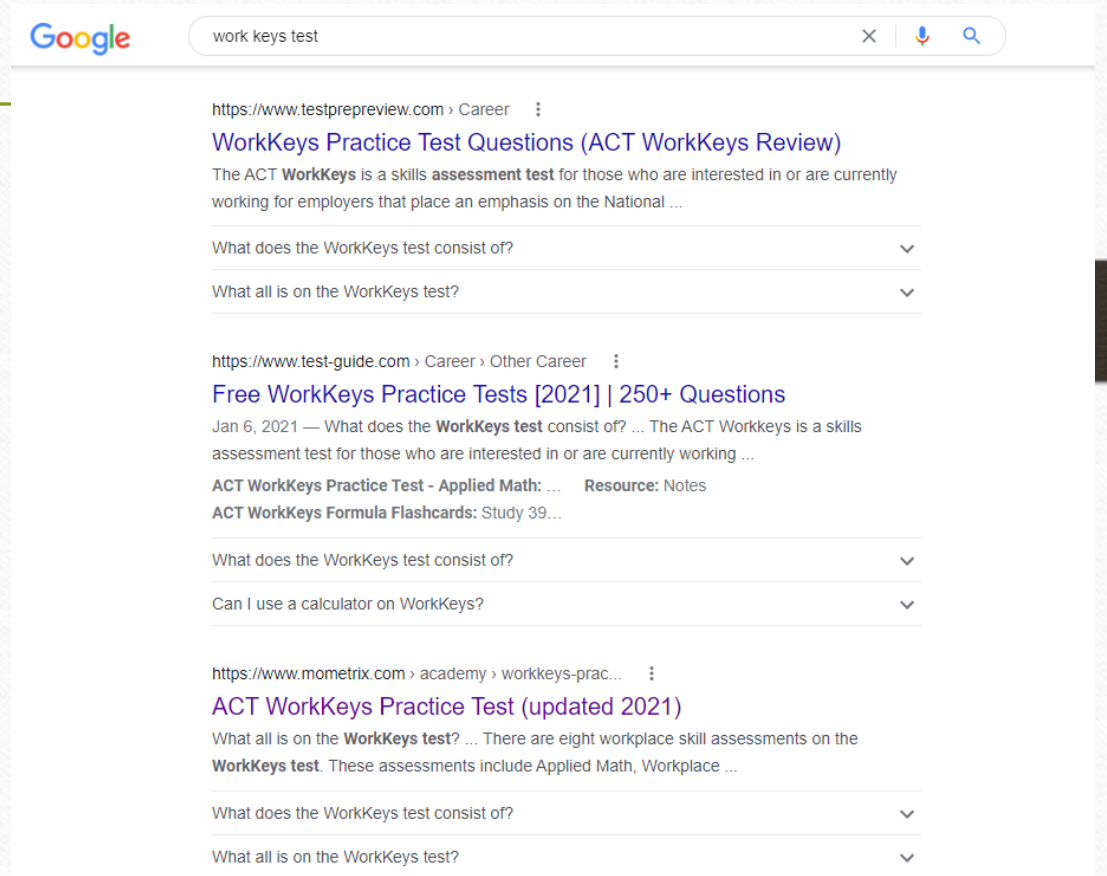 Google
work keys test
https://www.testprepreview.com › Career
WorkKeys Practice Test Questions (ACT WorkKeys Review)
The ACT WorkKeys is a skills assessment test for those who are interested in or are currently
working for employers that place an emphasis on the National ...
What does the WorkKeys test consist of?
What all is on the WorkKeys test?
https://www.test-guide.com › Career › Other Career
Free WorkKeys Practice Tests [2021] | 250+ Questions
Jan 6, 2021 — What does the WorkKeys test consist of? ... The ACT Workkeys is a skills
assessment test for those who are interested in or are currently working ...
ACT WorkKeys Practice Test - Applied Math: ... Resource: Notes
ACT WorkKeys Formula Flashcards: Study 39...
What does the WorkKeys test consist of?
Can I use a calculator on WorkKeys?
https://www.mometrix.com › academy › workkeys-prac...
ACT WorkKeys Practice Test (updated 2021)
What all is on the WorkKeys test? ... There are eight workplace skill assessments on the
WorkKeys test. These assessments include Applied Math, Workplace ...
What does the WorkKeys test consist of?
What all is on the WorkKeys test?